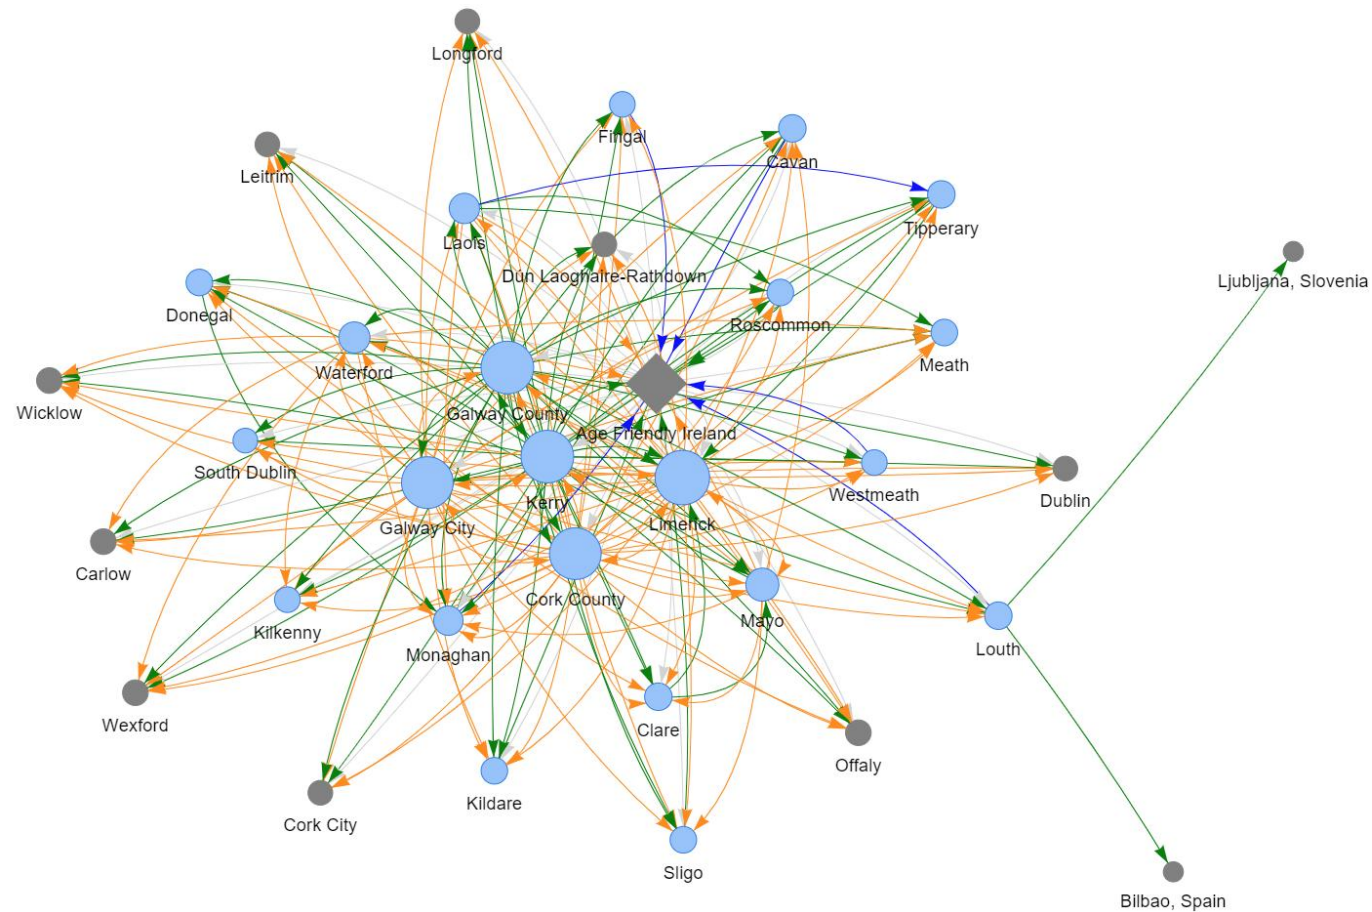 Longford
Fingal
Cavan
Leitrim
Tipperary
Laois
Dún Laoghaire-Rathdown
Ljubljana, Slovenia
Donegal
Roscommon
Meath
Waterford
Wicklow
Galway County
Age Friendly Ireland
South Dublin
Westmeath
Dublin
Kerry
Limerick
Galway City
Carlow
Cork County
Mayo
Kilkenny
Louth
Monaghan
Wexford
Clare
Offaly
Kildare
Cork City
Sligo
Bilbao, Spain